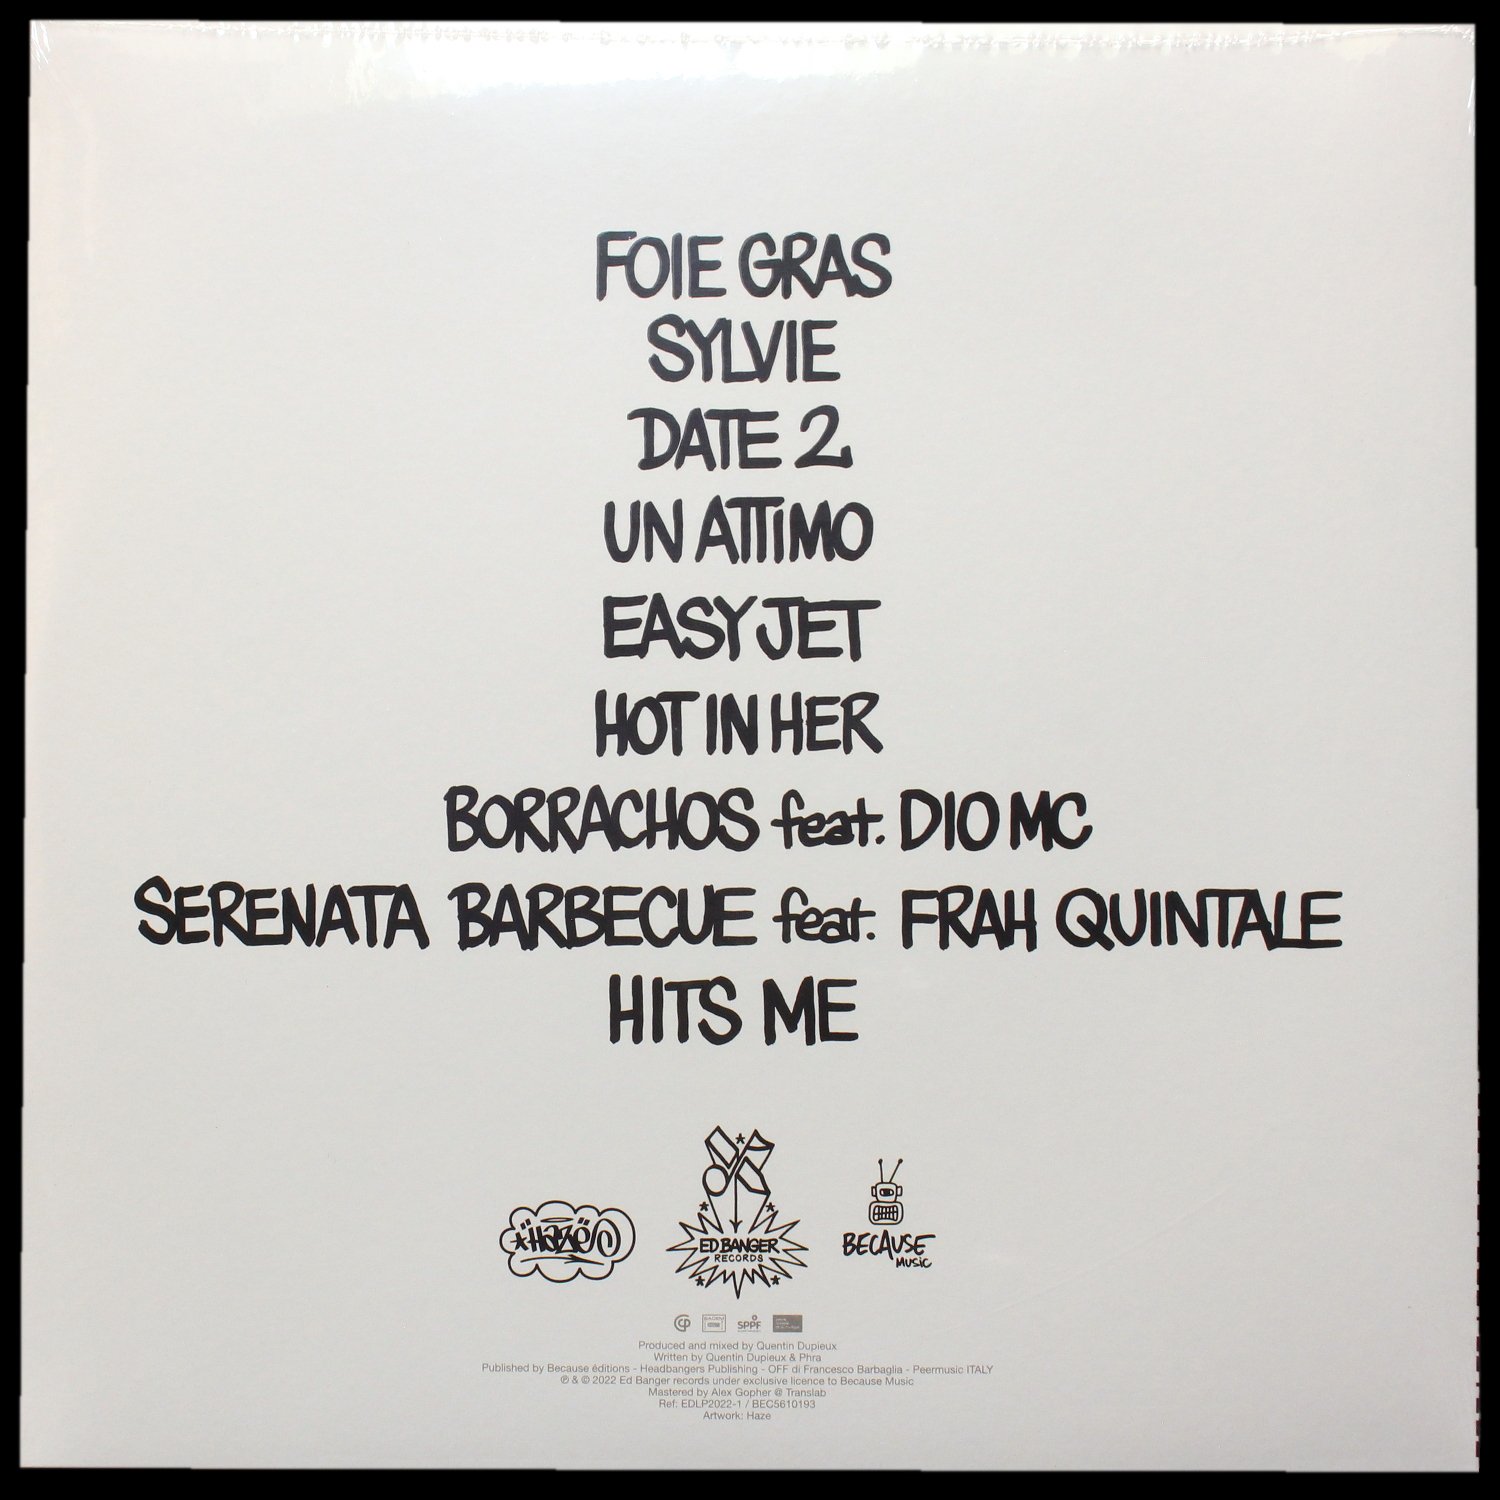 FOIE GRAS
SYLVIE
DATE 2
UN ATTIMO
EASY JET
HOT IN HER
BORRACHOS feat. DIO MC
SERENATA BARBECUE feat. FRAH QUINTALE
HITS ME
HAZE
ED BANGER
RECORDS
BECAUSE
MUSIC
SPPF
Produced and mixed by Quentin Dupieux
Written by Quentin Dupieux & Phra
Published by Because éditions - Headbangers Publishing - OFF di Francesco Barbaglia - Peermusic ITALY
℗ & © 2022 Ed Banger records under exclusive licence to Because Music
Mastered by Alex Gopher @ Translab
Ref: EDLP2022-1 / BEC5610193
Artwork: Haze